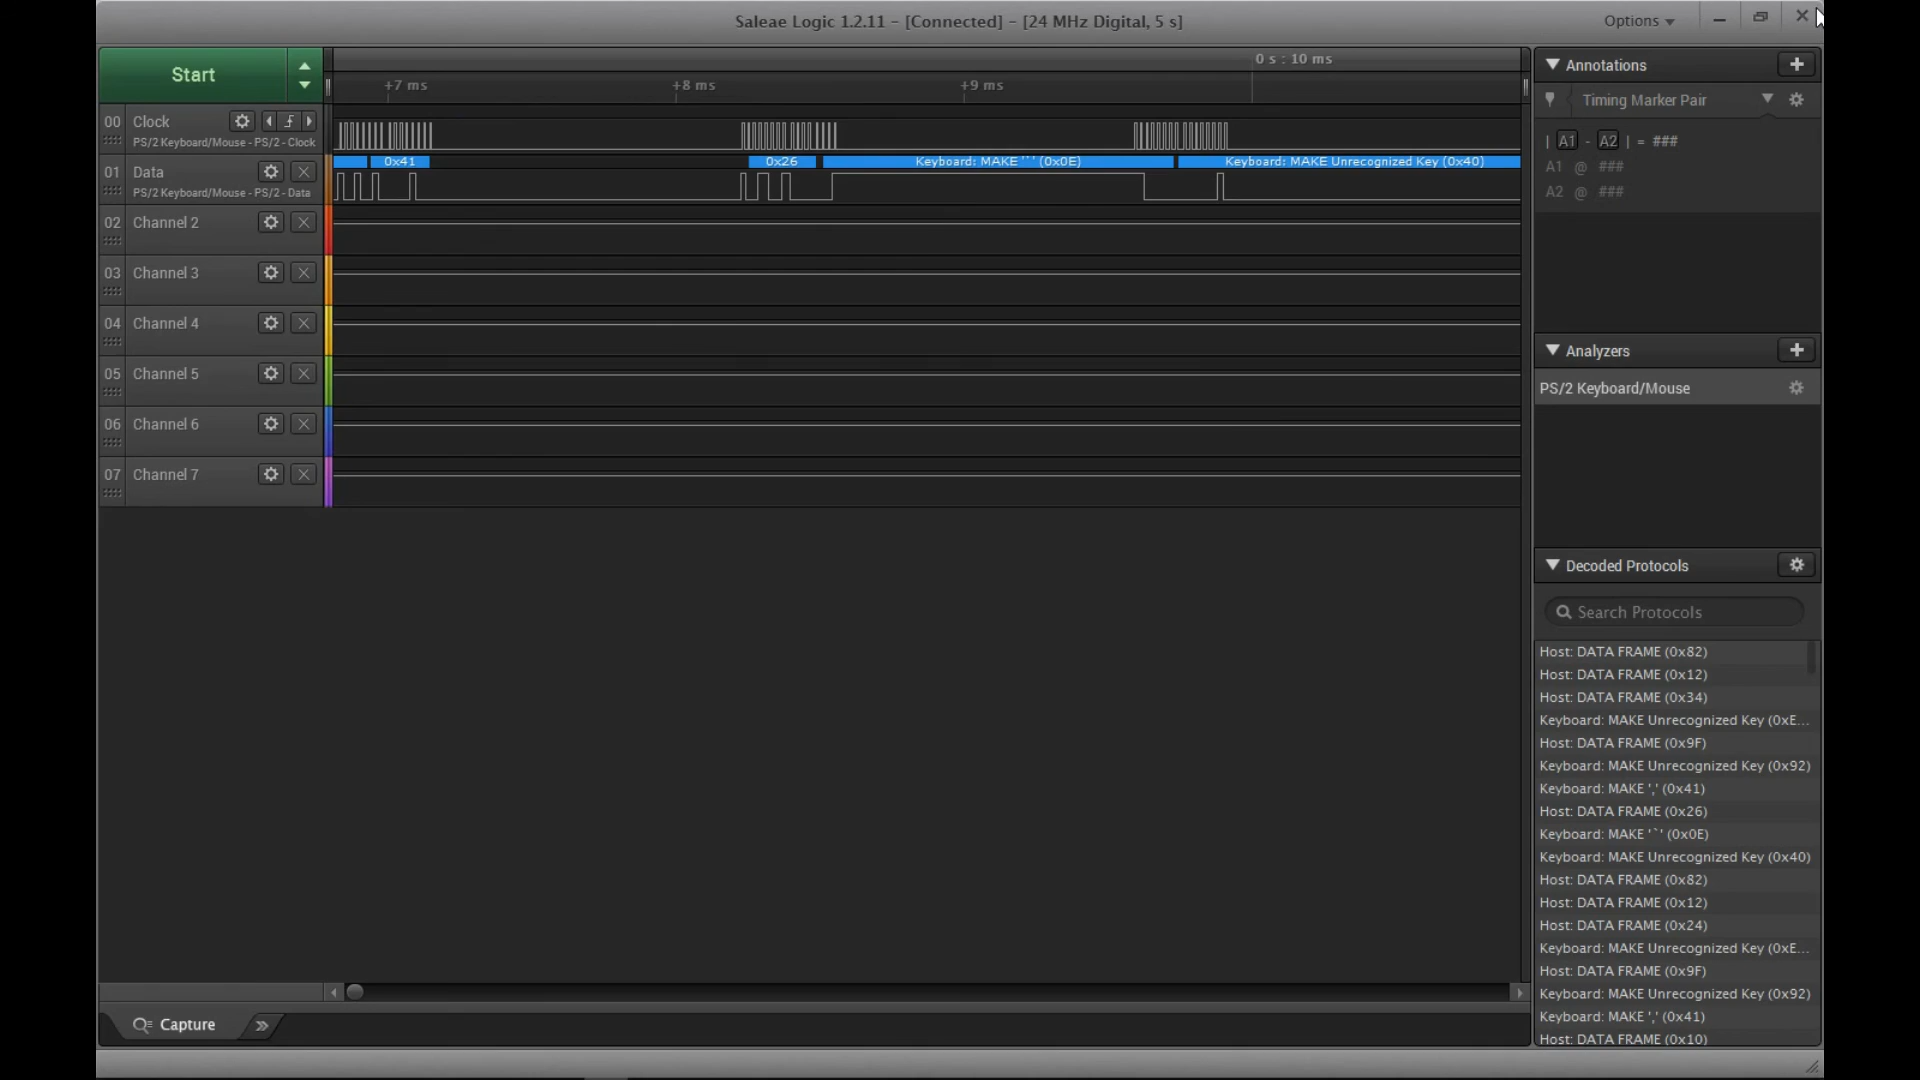 Saleae Logic 1.2.11 - [Connected] - [24 MHz Digital, 5 s]
Options
Start
0 s : 10 ms
+7 ms
+8 ms
+9 ms
00 Clock
PS/2 Keyboard/Mouse - PS/2 - Clock
0x41
0x26
Keyboard: MAKE '`' (0x0E)
Keyboard: MAKE Unrecognized Key (0x40)
01 Data
PS/2 Keyboard/Mouse - PS/2 - Data
02 Channel 2
03 Channel 3
04 Channel 4
05 Channel 5
06 Channel 6
07 Channel 7
Capture
Annotations
Timing Marker Pair
| A1 - A2 | = ###
A1 @ ###
A2 @ ###
Analyzers
PS/2 Keyboard/Mouse
Decoded Protocols
Search Protocols
Host: DATA FRAME (0x82)
Host: DATA FRAME (0x12)
Host: DATA FRAME (0x34)
Keyboard: MAKE Unrecognized Key (0xE...
Host: DATA FRAME (0x9F)
Keyboard: MAKE Unrecognized Key (0x92)
Keyboard: MAKE ',' (0x41)
Host: DATA FRAME (0x26)
Keyboard: MAKE '`' (0x0E)
Keyboard: MAKE Unrecognized Key (0x40)
Host: DATA FRAME (0x82)
Host: DATA FRAME (0x12)
Host: DATA FRAME (0x24)
Keyboard: MAKE Unrecognized Key (0xE...
Host: DATA FRAME (0x9F)
Keyboard: MAKE Unrecognized Key (0x92)
Keyboard: MAKE ',' (0x41)
Host: DATA FRAME (0x10)